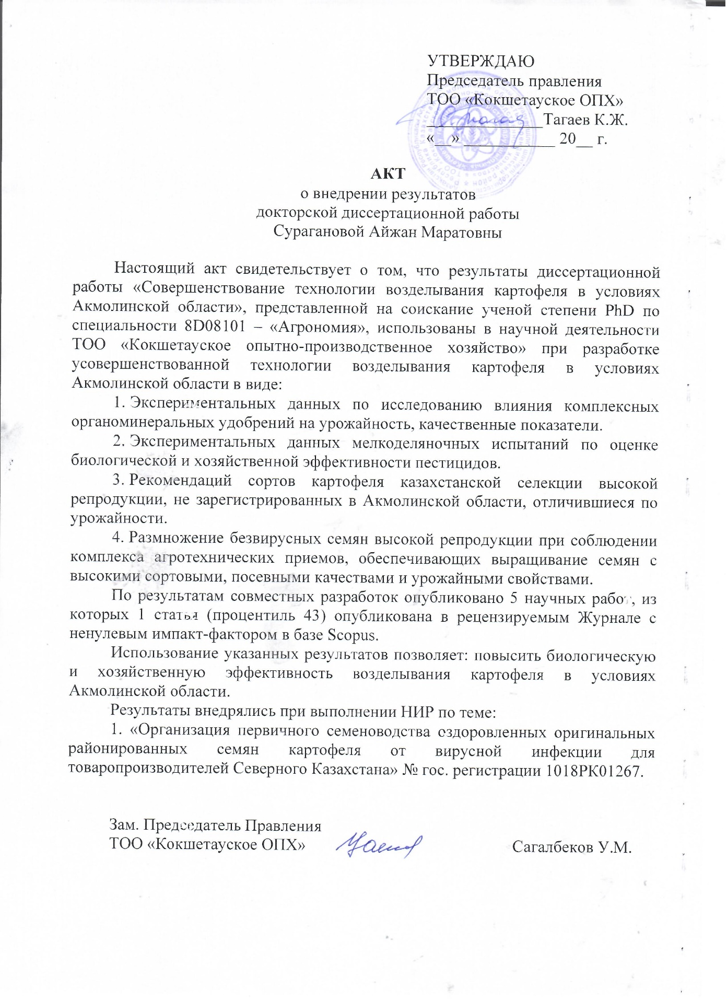 УТВЕРЖДАЮ
Председатель правления
ТОО «Кокшетауское ОПХ»
______________Тагаев К.Ж.
«__» ___________ 20__ г.
АКТ
о внедрении результатов
докторской диссертационной работы
Сурагановой Айжан Маратовны
Настоящий акт свидетельствует о том, что результаты диссертационной
работы «Совершенствование технологии возделывания картофеля в условиях
Акмолинской области», представленной на соискание ученой степени PhD по
специальности 8D08101 – «Агрономия», использованы в научной деятельности
ТОО «Кокшетауское опытно-производственное хозяйство» при разработке
усовершенствованной технологии возделывания картофеля в условиях
Акмолинской области в виде:
1. Экспериментальных данных по исследованию влияния комплексных
органоминеральных удобрений на урожайность, качественные показатели.
2. Экспериментальных данных мелкоделяночных испытаний по оценке
биологической и хозяйственной эффективности пестицидов.
3. Рекомендаций сортов картофеля казахстанской селекции высокой
репродукции, не зарегистрированных в Акмолинской области, отличившиеся по
урожайности.
4. Размножение безвирусных семян высокой репродукции при соблюдении
комплекса агротехнических приемов, обеспечивающих выращивание семян с
высокими сортовыми, посевными качествами и урожайными свойствами.
По результатам совместных разработок опубликовано 5 научных работ, из
которых 1 статья (процентиль 43) опубликована в рецензируемым Журнале с
ненулевым импакт-фактором в базе Scopus.
Использование указанных результатов позволяет: повысить биологическую
и хозяйственную эффективность возделывания картофеля в условиях
Акмолинской области.
Результаты внедрялись при выполнении НИР по теме:
1. «Организация первичного семеноводства оздоровленных оригинальных
районированных семян картофеля от вирусной инфекции для
товаропроизводителей Северного Казахстана» № гос. регистрации 1018РК01267.
Зам. Председатель Правления
ТОО «Кокшетауское ОПХ» Сагалбеков У.М.